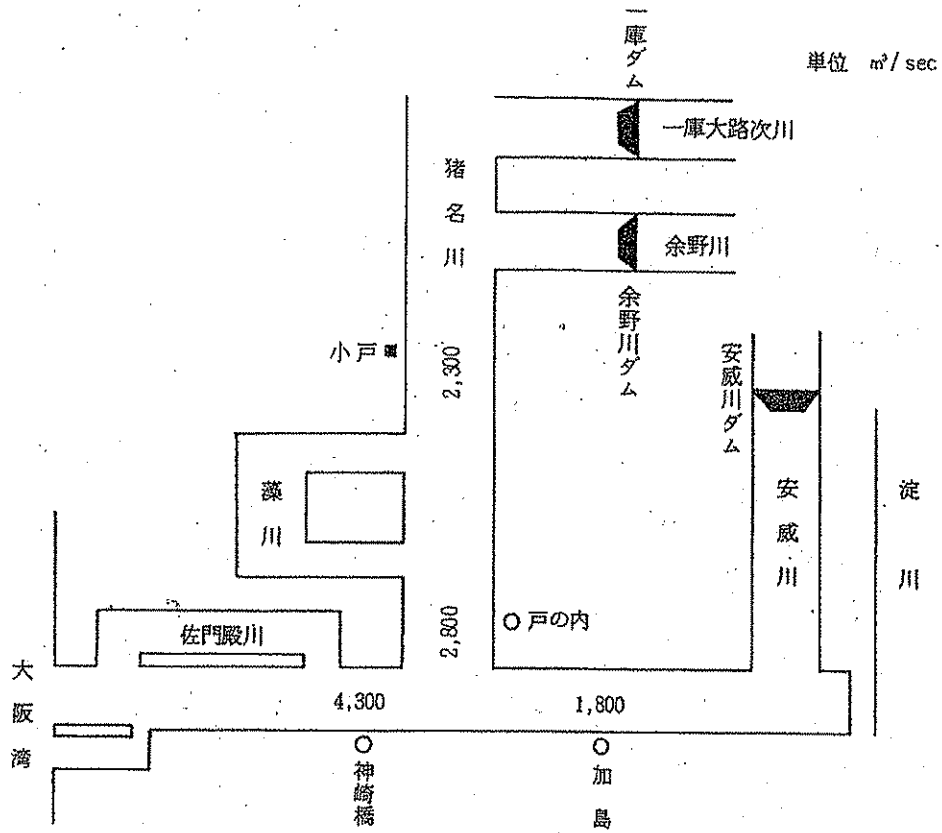 一庫ダム
単位 ㎥/sec
一庫大路次川
猪名川
余野川
余野川ダム
小戸
2,300
安威川ダム
藻川
安威川
淀川
2,800
戸の内
佐門殿川
大阪湾
4,300
1,800
神崎橋
加島